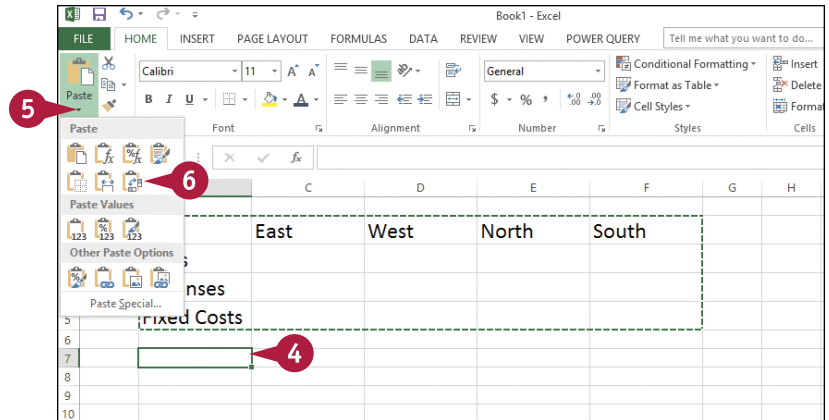 Book1 - Excel
FILE HOME INSERT PAGE LAYOUT FORMULAS DATA REVIEW VIEW POWER QUERY Tell me what you want to do...
Paste Calibri 11 A A General Conditional Formatting Insert
B I U A $ % , .00 Format as Table Delete
Cell Styles Format
Font Alignment Number Styles Cells
5
Paste
fx
6
C D E F G H
Paste Values
123 123 123
East West North South
Other Paste Options
s
nses
Paste Special...
5 Fixed Costs
6
7
4
8
9
10